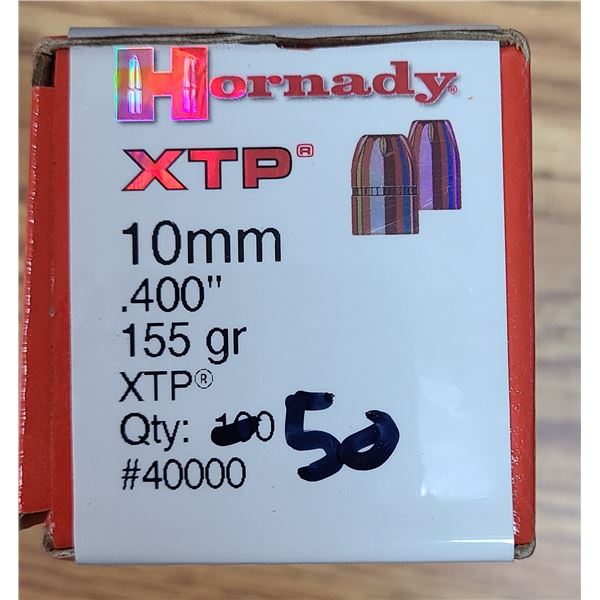 Hornady®
XTP®
10mm
.400"
155 gr
XTP®
Qty: 100 50
#40000